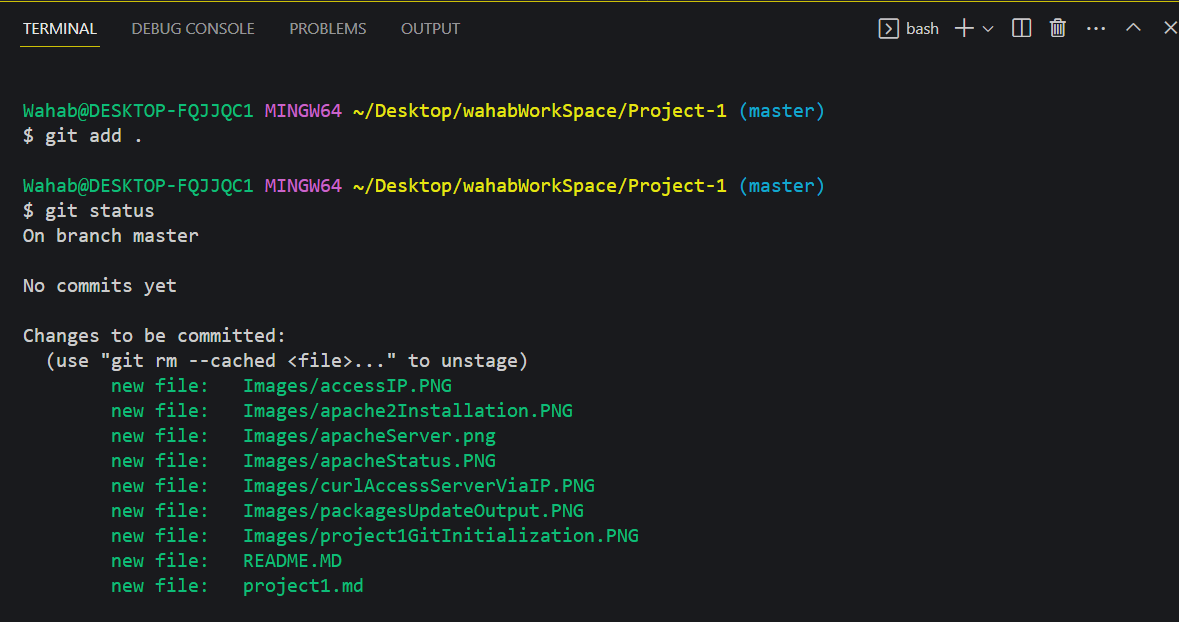 TERMINAL DEBUG CONSOLE PROBLEMS OUTPUT bash
Wahab@DESKTOP-FQJJQC1 MINGW64 ~/Desktop/wahabWorkSpace/Project-1 (master)
$ git add .
Wahab@DESKTOP-FQJJQC1 MINGW64 ~/Desktop/wahabWorkSpace/Project-1 (master)
$ git status
On branch master
No commits yet
Changes to be committed:
  (use "git rm --cached <file>..." to unstage)
        new file:   Images/accessIP.PNG
        new file:   Images/apache2Installation.PNG
        new file:   Images/apacheServer.png
        new file:   Images/apacheStatus.PNG
        new file:   Images/curlAccessServerViaIP.PNG
        new file:   Images/packagesUpdateOutput.PNG
        new file:   Images/project1GitInitialization.PNG
        new file:   README.MD
        new file:   project1.md